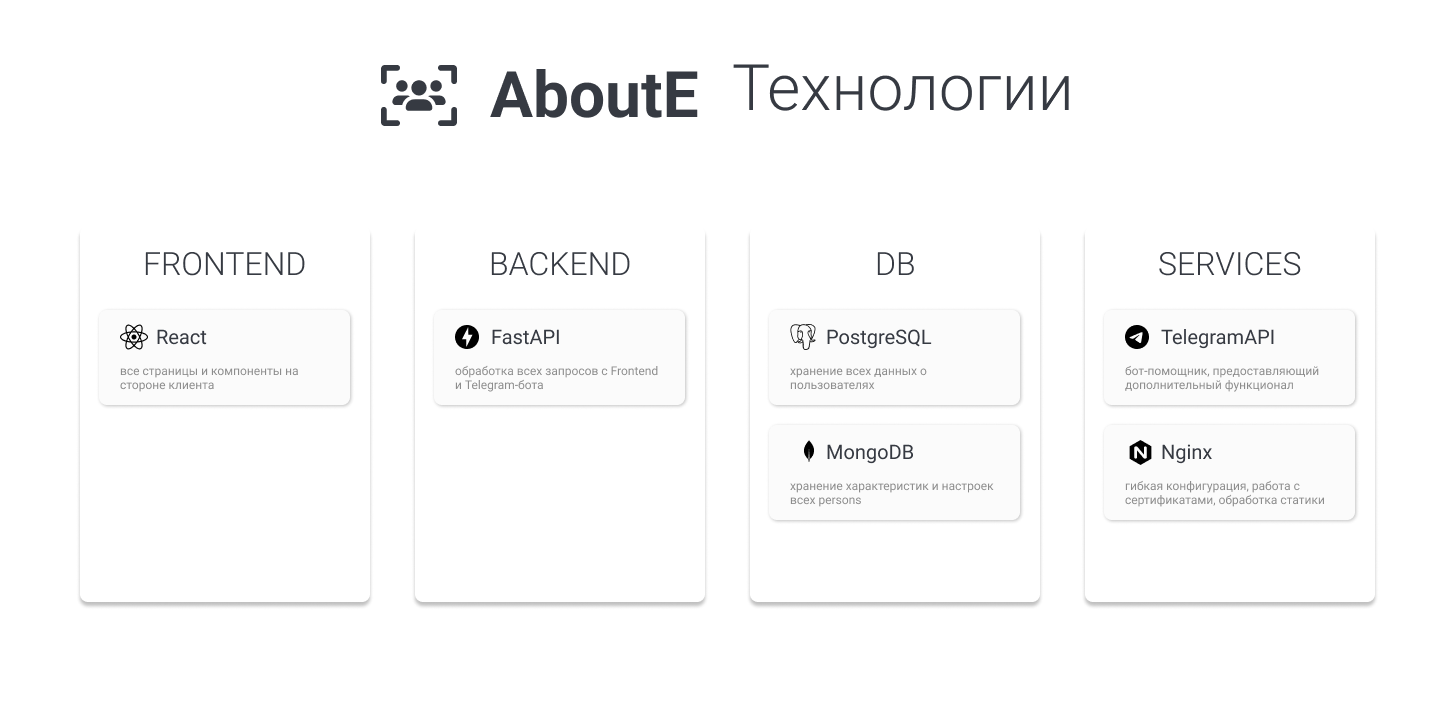 AboutE Технологии
FRONTEND
React
все страницы и компоненты на
стороне клиента
BACKEND
FastAPI
обработка всех запросов с Frontend
и Telegram-бота
DB
PostgreSQL
хранение всех данных о
пользователях
MongoDB
хранение характеристик и настроек
всех persons
SERVICES
TelegramAPI
бот-помощник, предоставляющий
дополнительный функционал
Nginx
гибкая конфигурация, работа с
сертификатами, обработка статики